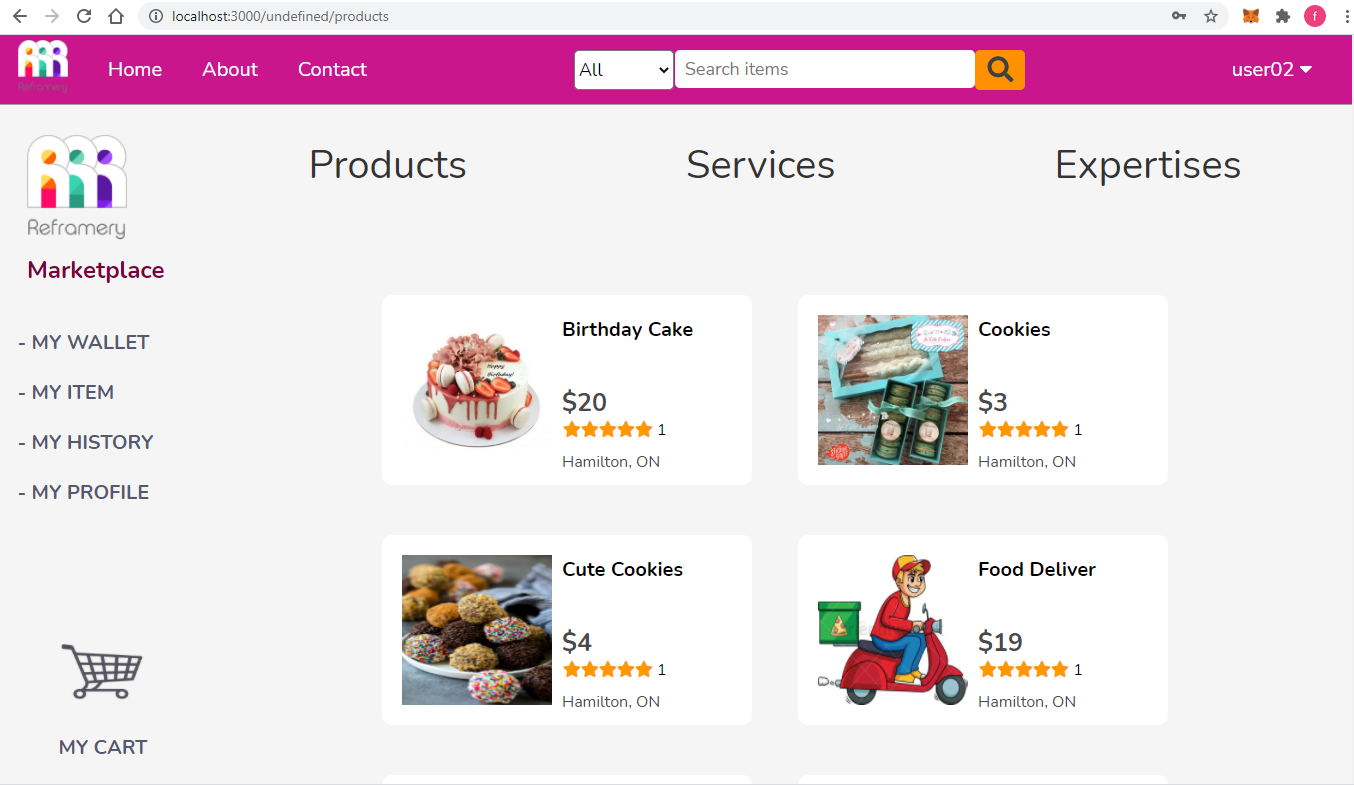 localhost:3000/undefined/products
f
Reframery
Home
About
Contact
All
Search items
user02
Reframery
Marketplace
- MY WALLET
- MY ITEM
- MY HISTORY
- MY PROFILE
MY CART
Products
Services
Expertises
Happy
Birthday!
Birthday Cake
$20
1
Hamilton, ON
Cookies
$3
1
Hamilton, ON
Cute Cookies
$4
1
Hamilton, ON
Food Deliver
$19
1
Hamilton, ON